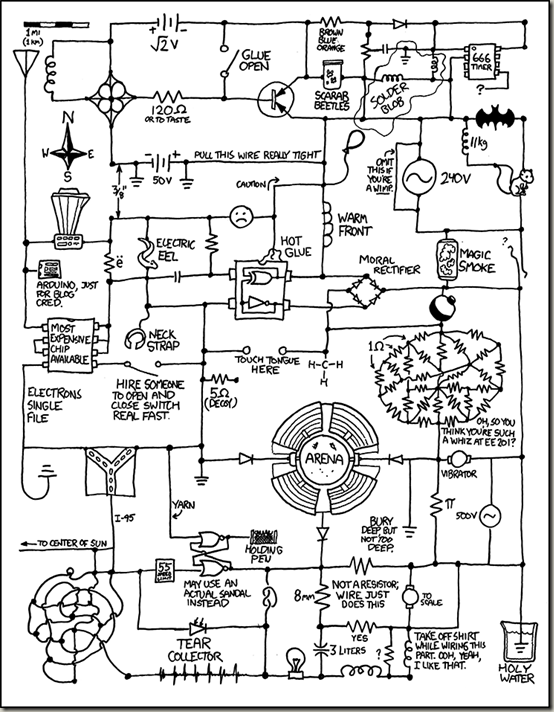 1 MI
(1 KM)
√2 V
GLUE
OPEN
BROWN
BLUE
ORANGE
SCARAB
BEETLES
SOLDER
BLOB
666
TIMER
?
120Ω
OR TO TASTE
N
W
E
S
PULL THIS WIRE REALLY TIGHT
50V
3/8"
CAUTION
OMIT
THIS IF
YOU'RE
A WIMP.
240V
11kg
ELECTRIC
EEL
ë
HOT
GLUE
WARM
FRONT
MORAL
RECTIFIER
MAGIC
SMOKE
?
ARDUINO, JUST
FOR BLOG
CRED.
MOST
EXPENSIVE
CHIP
AVAILABLE
NECK
STRAP
TOUCH TONGUE
HERE
H
H-C-H
H
1Ω
ELECTRONS
SINGLE
FILE
HIRE SOMEONE
TO OPEN AND
CLOSE SWITCH
REAL FAST.
5Ω
(DECOY)
OH, SO YOU
THINK YOU'RE SUCH
A WHIZ AT EE 201?
ARENA
VIBRATOR
π
500V
I-95
YARN
BURY
DEEP, BUT
NOT TOO
DEEP.
TO CENTER OF SUN
HOLDING
PEN
55
MAY USE AN
ACTUAL SANDAL
INSTEAD
NOT A RESISTOR;
WIRE JUST
DOES THIS
8mm
TO
SCALE
YES
TEAR
COLLECTOR
3 LITERS
?
TAKE OFF SHIRT
WHILE WIRING THIS
PART. OOH, YEAH,
I LIKE THAT.
HOLY
WATER